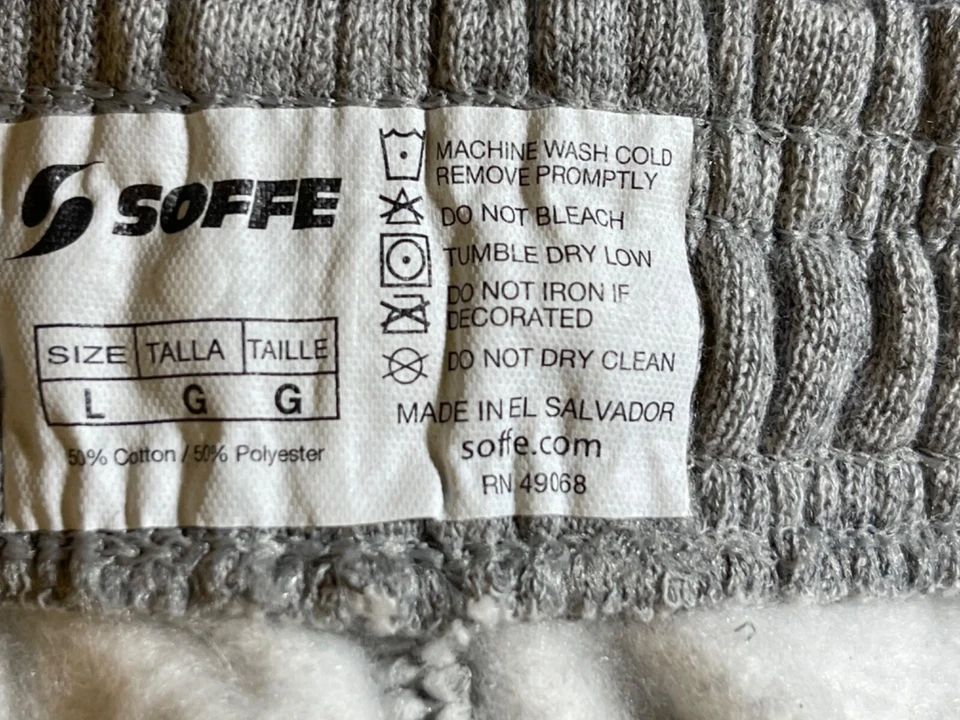 SOFFE
SIZE TALLA TAILLE
L G G
50% Cotton / 50% Polyester
MACHINE WASH COLD
REMOVE PROMPTLY
DO NOT BLEACH
TUMBLE DRY LOW
DO NOT IRON IF
DECORATED
DO NOT DRY CLEAN
MADE IN EL SALVADOR
soffe.com
RN 49068